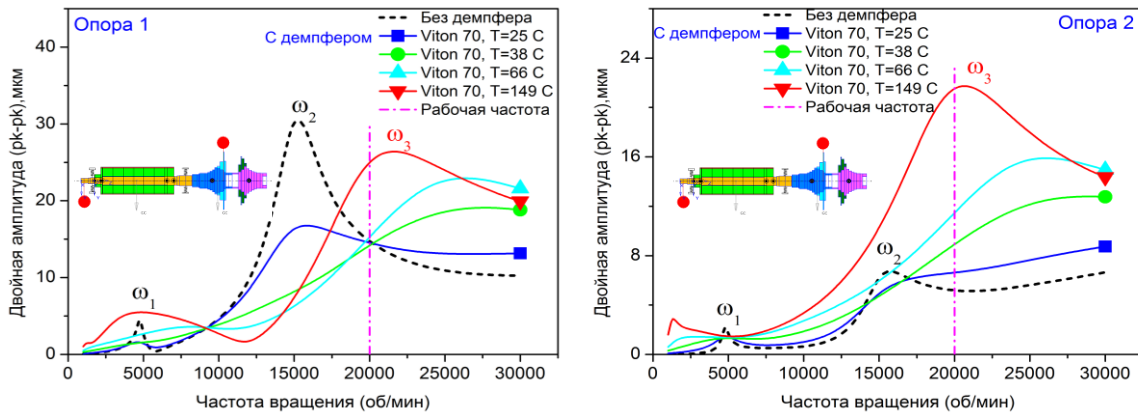 Опора 1
Без демпфера
С демпфером
Viton 70, T=25 C
Viton 70, T=38 C
Viton 70, T=66 C
Viton 70, T=149 C
Рабочая частота
ω1
ω2
ω3
45
40
30
20
10
0
0 5000 10000 15000 20000 25000 30000
Двойная амплитуда (pk-pk),мкм
Частота вращения (об/мин)
Опора 2
Без демпфера
С демпфером
Viton 70, T=25 C
Viton 70, T=38 C
Viton 70, T=66 C
Viton 70, T=149 C
Рабочая частота
ω1
ω2
ω3
28
24
16
8
0
0 5000 10000 15000 20000 25000 30000
Двойная амплитуда (pk-pk),мкм
Частота вращения (об/мин)